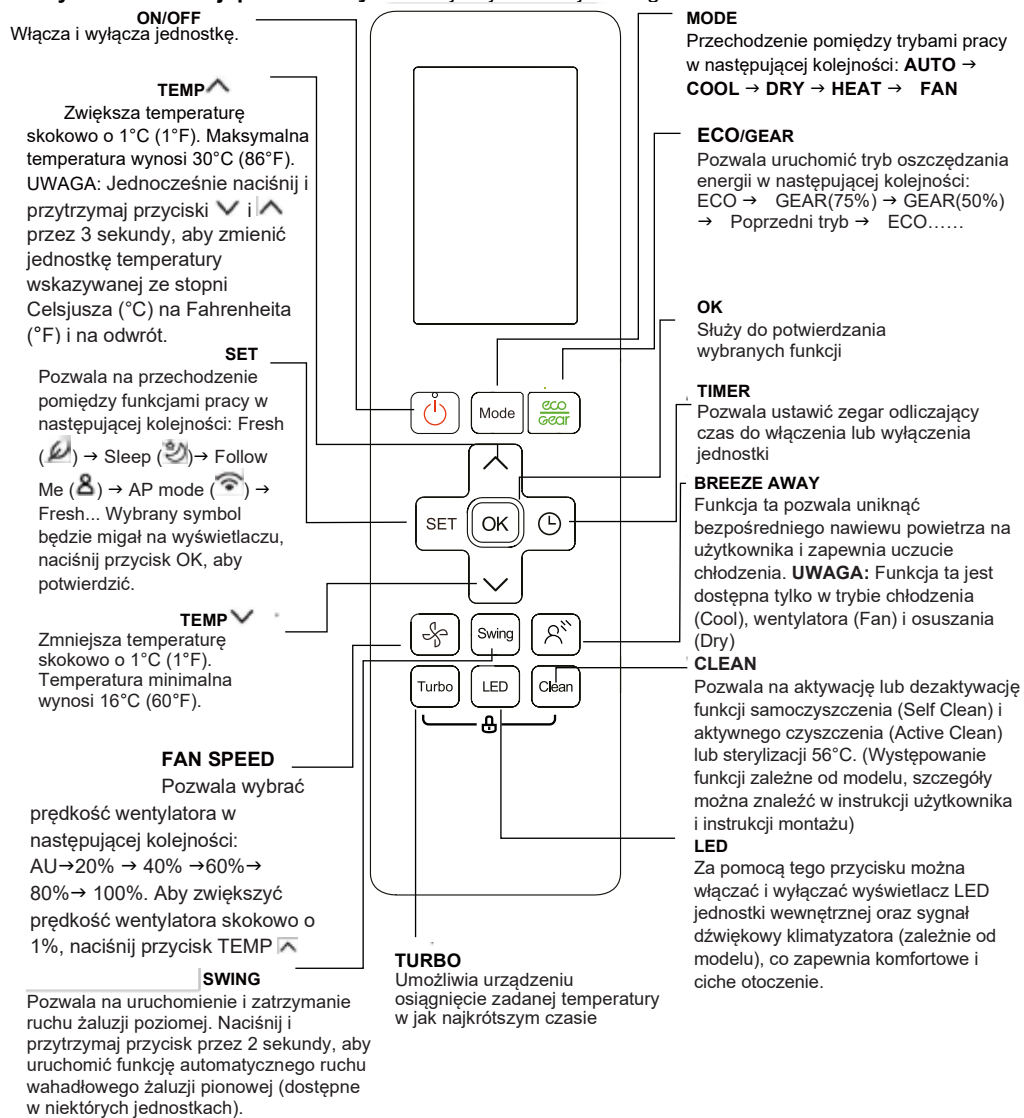 ON/OFF
Włącza i wyłącza jednostkę.
TEMP
Zwiększa temperaturę
skokowo o 1°C (1°F). Maksymalna
temperatura wynosi 30°C (86°F).
UWAGA: Jednocześnie naciśnij i
przytrzymaj przyciski i
przez 3 sekundy, aby zmienić
jednostkę temperatury
wskazywanej ze stopni
Celsjusza (°C) na Fahrenheita
(°F) i na odwrót.
SET
Pozwala na przechodzenie
pomiędzy funkcjami pracy w
następującej kolejności: Fresh
( ) → Sleep ( )→ Follow
Me ( ) → AP mode ( ) →
Fresh... Wybrany symbol
będzie migał na wyświetlaczu,
naciśnij przycisk OK, aby
potwierdzić.
TEMP
Zmniejsza temperaturę
skokowo o 1°C (1°F).
Temperatura minimalna
wynosi 16°C (60°F).
FAN SPEED
Pozwala wybrać
prędkość wentylatora w
następującej kolejności:
AU→20% → 40% →60%→
80%→ 100%. Aby zwiększyć
prędkość wentylatora skokowo o
1%, naciśnij przycisk TEMP
SWING
Pozwala na uruchomienie i zatrzymanie
ruchu żaluzji poziomej. Naciśnij i
przytrzymaj przycisk przez 2 sekundy, aby
uruchomić funkcję automatycznego ruchu
wahadłowego żaluzji pionowej (dostępne
w niektórych jednostkach).
Mode
eco
Gear
SET
OK
Swing
Turbo
LED
Clean
TURBO
Umożliwia urządzeniu
osiągnięcie zadanej temperatury
w jak najkrótszym czasie
MODE
Przechodzenie pomiędzy trybami pracy
w następującej kolejności: AUTO →
COOL → DRY → HEAT → FAN
ECO/GEAR
Pozwala uruchomić tryb oszczędzania
energii w następującej kolejności:
ECO → GEAR(75%) → GEAR(50%)
→ Poprzedni tryb → ECO……
OK
Służy do potwierdzania
wybranych funkcji
TIMER
Pozwala ustawić zegar odliczający
czas do włączenia lub wyłączenia
jednostki
BREEZE AWAY
Funkcja ta pozwala uniknąć
bezpośredniego nawiewu powietrza na
użytkownika i zapewnia uczucie
chłodzenia. UWAGA: Funkcja ta jest
dostępna tylko w trybie chłodzenia
(Cool), wentylatora (Fan) i osuszania
(Dry)
CLEAN
Pozwala na aktywację lub dezaktywację
funkcji samoczyszczenia (Self Clean) i
aktywnego czyszczenia (Active Clean)
lub sterylizacji 56°C. (Występowanie
funkcji zależne od modelu, szczegóły
można znaleźć w instrukcji użytkownika
i instrukcji montażu)
LED
Za pomocą tego przycisku można
włączać i wyłączać wyświetlacz LED
jednostki wewnętrznej oraz sygnał
dźwiękowy klimatyzatora (zależnie od
modelu), co zapewnia komfortowe i
ciche otoczenie.